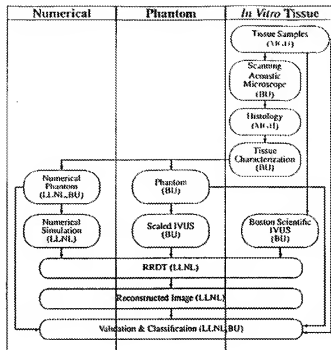 Numerical Phantom In Vitro Tissue
Tissue Samples
(MGH)
Scanning
Acoustic
Microscope
(BU)
Histology
(MGH)
Tissue
Characterization
(BU)
Numerical
Phantom
(LLNL,BU)
Phantom
(BU)
Numerical
Simulation
(LLNL)
Scaled IVUS
(BU)
Boston Scientific
IVUS
(BU)
RRDT (LLNL)
Reconstructed Image (LLNL)
Validation & Classification (LLNL,BU)